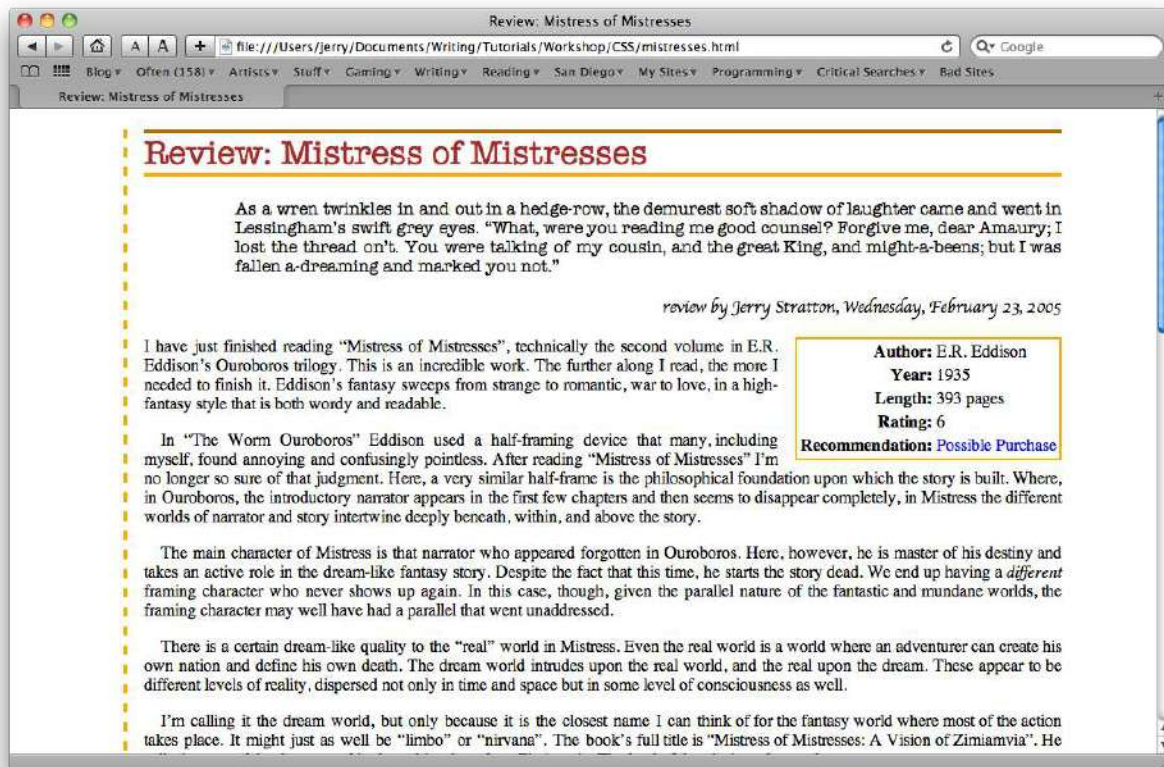 Review: Mistress of Mistresses
A A + file:///Users/Jerry/Documents/Writing/Tutorials/Workshop/CSS/mistresses.html Google
Blog Often (158) Artists Stuff Gaming Writing Reading San Diego My Sites Programming Critical Searches Bad Sites
Review: Mistress of Mistresses
Review: Mistress of Mistresses
As a wren twinkles in and out in a hedge-row, the demurest soft shadow of laughter came and went in
Lessingham's swift grey eyes. “What, were you reading me good counsel? Forgive me, dear Amaury; I
lost the thread on't. You were talking of my cousin, and the great King, and might-a-beens; but I was
fallen a-dreaming and marked you not.”
review by Jerry Stratton, Wednesday, February 23, 2005
I have just finished reading “Mistress of Mistresses”, technically the second volume in E.R.
Eddison's Ouroboros trilogy. This is an incredible work. The further along I read, the more I
needed to finish it. Eddison's fantasy sweeps from strange to romantic, war to love, in a high-
fantasy style that is both wordy and readable.
Author: E.R. Eddison
Year: 1935
Length: 393 pages
Rating: 6
Recommendation: Possible Purchase
In “The Worm Ouroboros” Eddison used a half-framing device that many, including
myself, found annoying and confusingly pointless. After reading “Mistress of Mistresses” I'm
no longer so sure of that judgment. Here, a very similar half-frame is the philosophical foundation upon which the story is built. Where,
in Ouroboros, the introductory narrator appears in the first few chapters and then seems to disappear completely, in Mistress the different
worlds of narrator and story intertwine deeply beneath, within, and above the story.
The main character of Mistress is that narrator who appeared forgotten in Ouroboros. Here, however, he is master of his destiny and
takes an active role in the dream-like fantasy story. Despite the fact that this time, he starts the story dead. We end up having a different
framing character who never shows up again. In this case, though, given the parallel nature of the fantastic and mundane worlds, the
framing character may well have had a parallel that went unaddressed.
There is a certain dream-like quality to the “real” world in Mistress. Even the real world is a world where an adventurer can create his
own nation and define his own death. The dream world intrudes upon the real world, and the real upon the dream. These appear to be
different levels of reality, dispersed not only in time and space but in some level of consciousness as well.
I'm calling it the dream world, but only because it is the closest name I can think of for the fantasy world where most of the action
takes place. It might just as well be “limbo” or “nirvana”. The book's full title is “Mistress of Mistresses: A Vision of Zimiamvia”. He